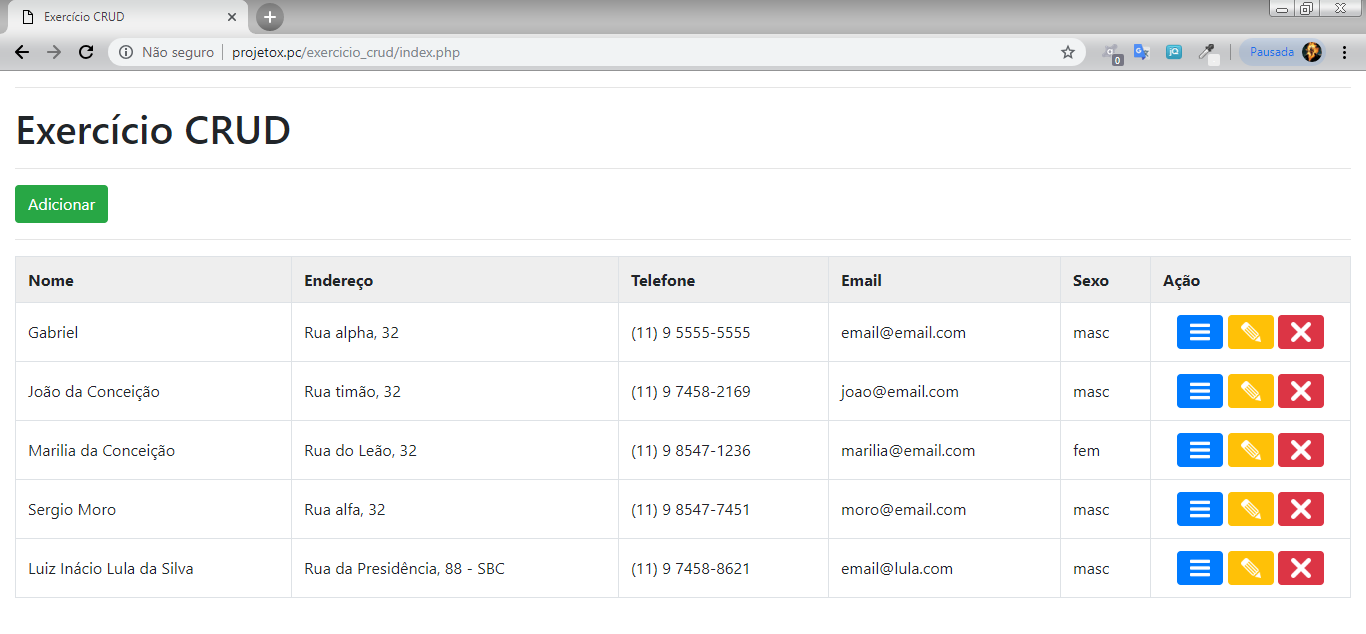 Exercício CRUD
Não seguro projetox.pc/exercicio_crud/index.php 0 jQ Pausada
Exercício CRUD
Adicionar
Nome Endereço Telefone Email Sexo Ação
Gabriel Rua alpha, 32 (11) 9 5555-5555 email@email.com masc
João da Conceição Rua timão, 32 (11) 9 7458-2169 joao@email.com masc
Marilia da Conceição Rua do Leão, 32 (11) 9 8547-1236 marilia@email.com fem
Sergio Moro Rua alfa, 32 (11) 9 8547-7451 moro@email.com masc
Luiz Inácio Lula da Silva Rua da Presidência, 88 - SBC (11) 9 7458-8621 email@lula.com masc